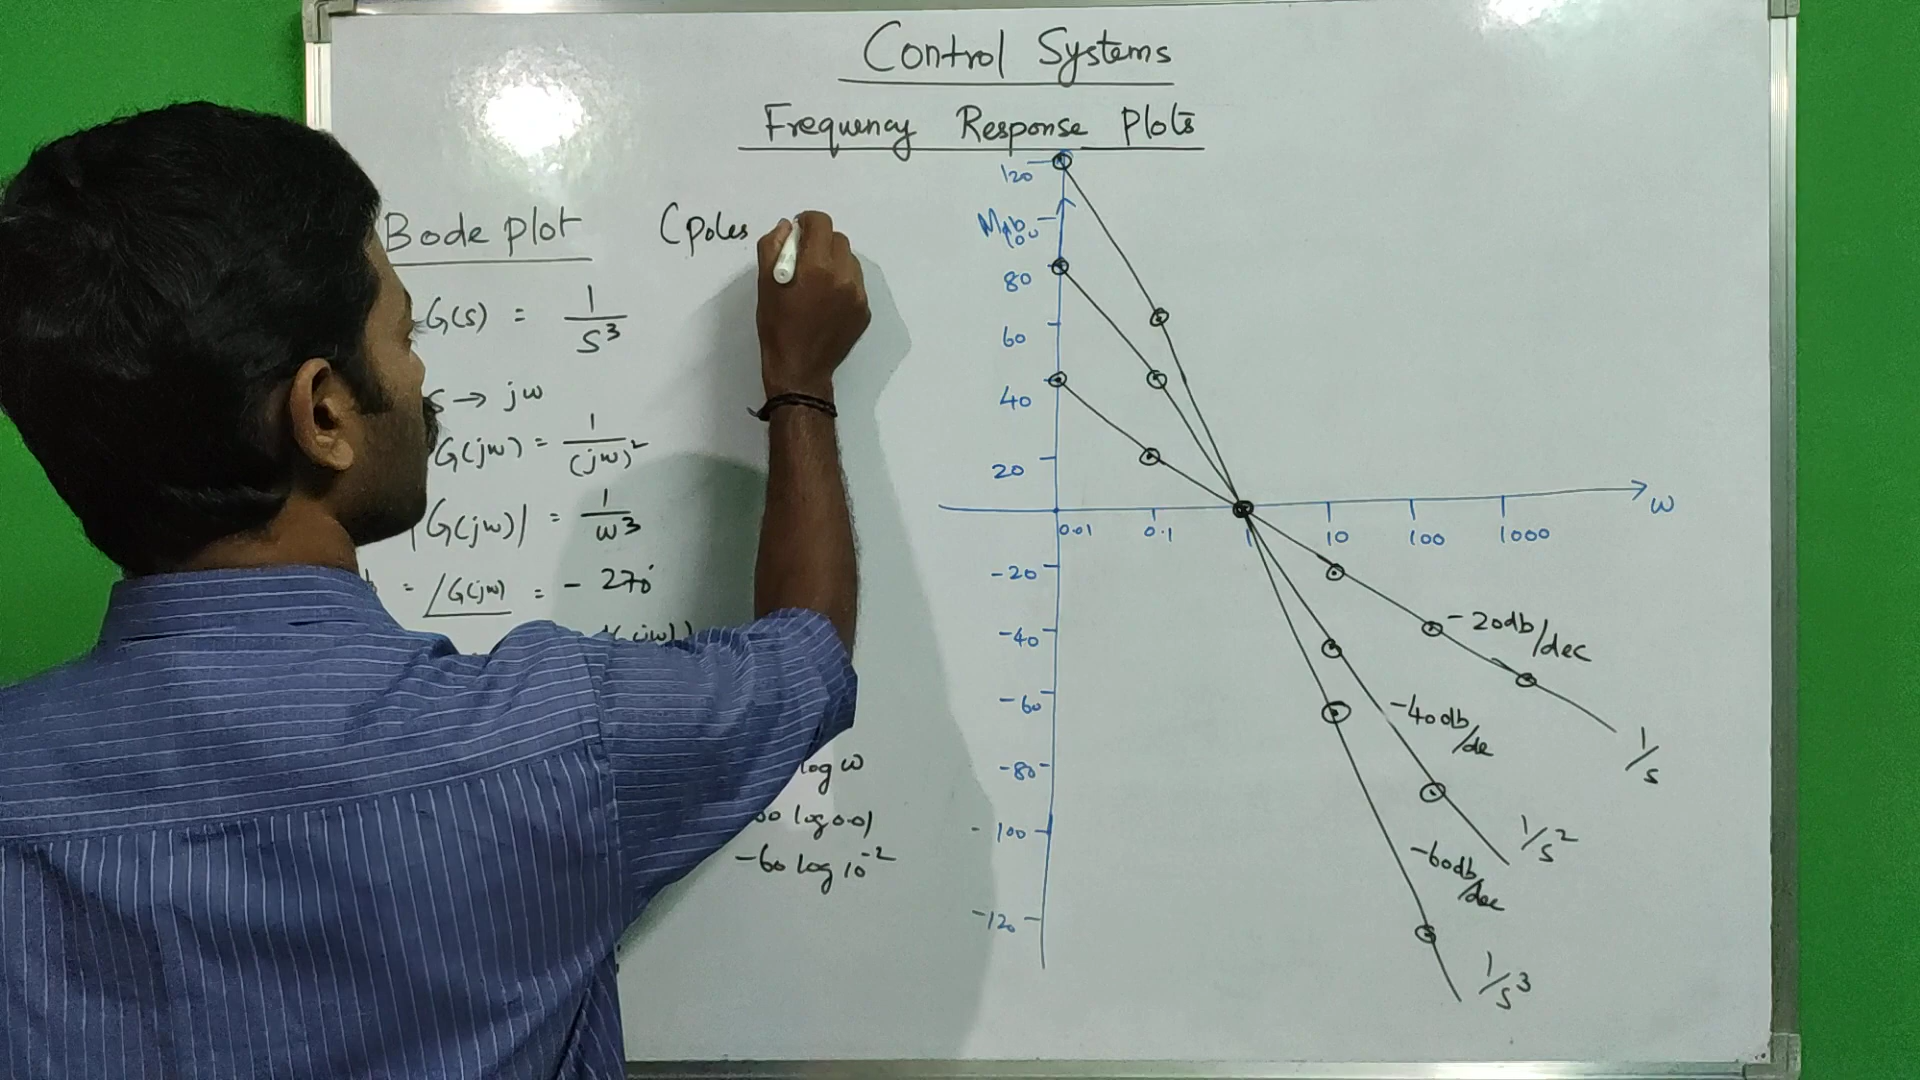 Control Systems
Frequency Response Plots
Bode plot (poles
G(s) = 1/s³
s → jω
G(jω) = 1/(jω)²
|G(jω)| = 1/ω³
= /G(jω) = - 270°
log ω
log 0.01
-60 log 10⁻²
120
Mdb
100
80
60
40
20
0.01 0.1 1 10 100 1000 ω
-20
-40
-60
-80
-100
-120
-20db/dec
1/s
-40db/de
1/s²
-60db/dec
1/s³